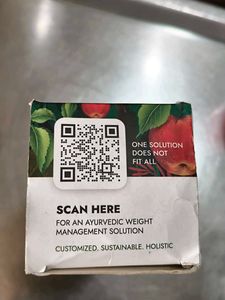 ONE SOLUTION
DOES NOT
FIT ALL.
SCAN HERE
FOR AN AYURVEDIC WEIGHT
MANAGEMENT SOLUTION
CUSTOMIZED. SUSTAINABLE. HOLISTIC